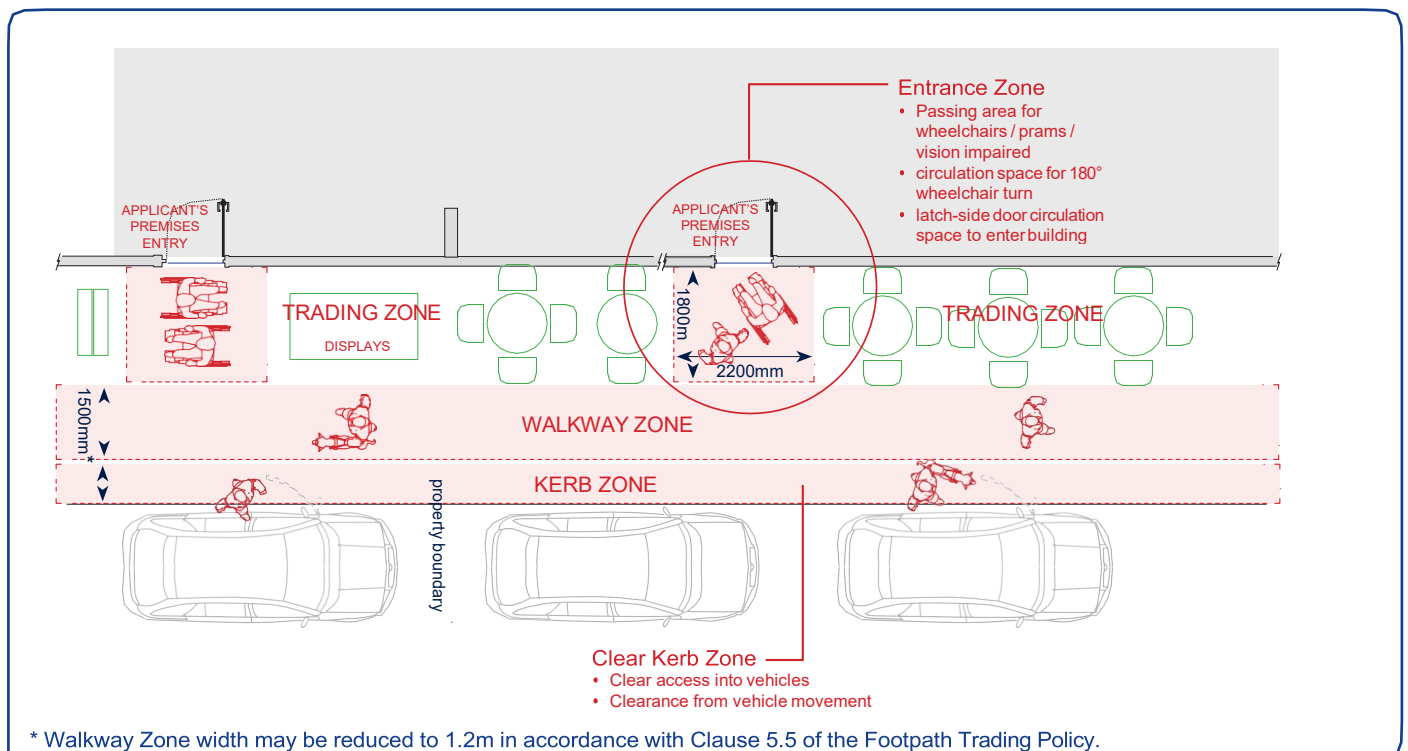 Entrance Zone
• Passing area for
wheelchairs / prams /
vision impaired
• circulation space for 180°
wheelchair turn
• latch-side door circulation
space to enter building
APPLICANT'S
PREMISES
ENTRY
APPLICANT'S
PREMISES
ENTRY
TRADING ZONE
DISPLAYS
1800m
2200mm
TRADING ZONE
1500mm *
WALKWAY ZONE
KERB ZONE
property boundary
Clear Kerb Zone
• Clear access into vehicles
• Clearance from vehicle movement
* Walkway Zone width may be reduced to 1.2m in accordance with Clause 5.5 of the Footpath Trading Policy.